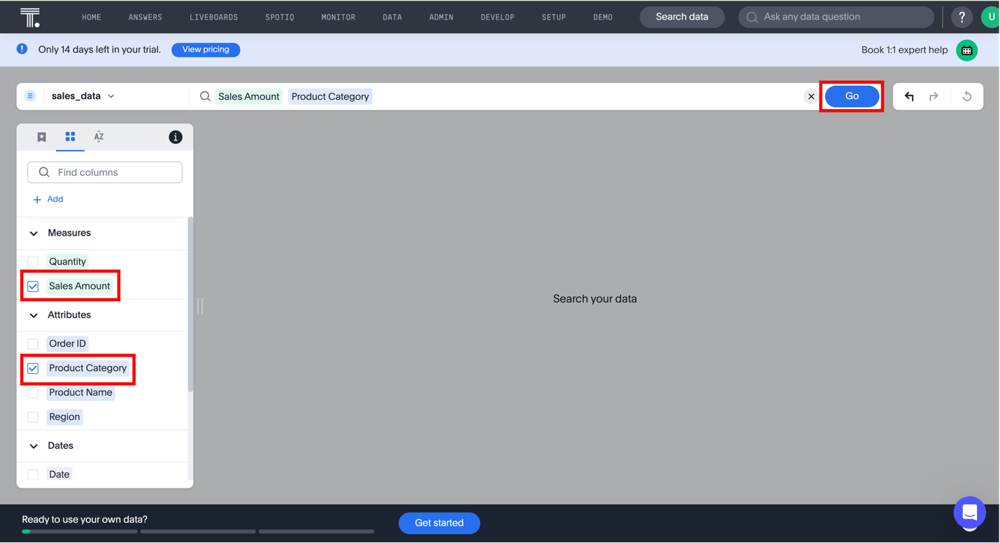 HOME ANSWERS LIVEBOARDS SPOTIQ MONITOR DATA ADMIN DEVELOP SETUP DEMO Search data Ask any data question ? U
! Only 14 days left in your trial. View pricing Book 1:1 expert help
sales_data Sales Amount Product Category Go
AZ i
Find columns
+ Add
Measures
Quantity
Sales Amount
Search your data
Attributes
Order ID
Product Category
Product Name
Region
Dates
Date
Ready to use your own data? Get started